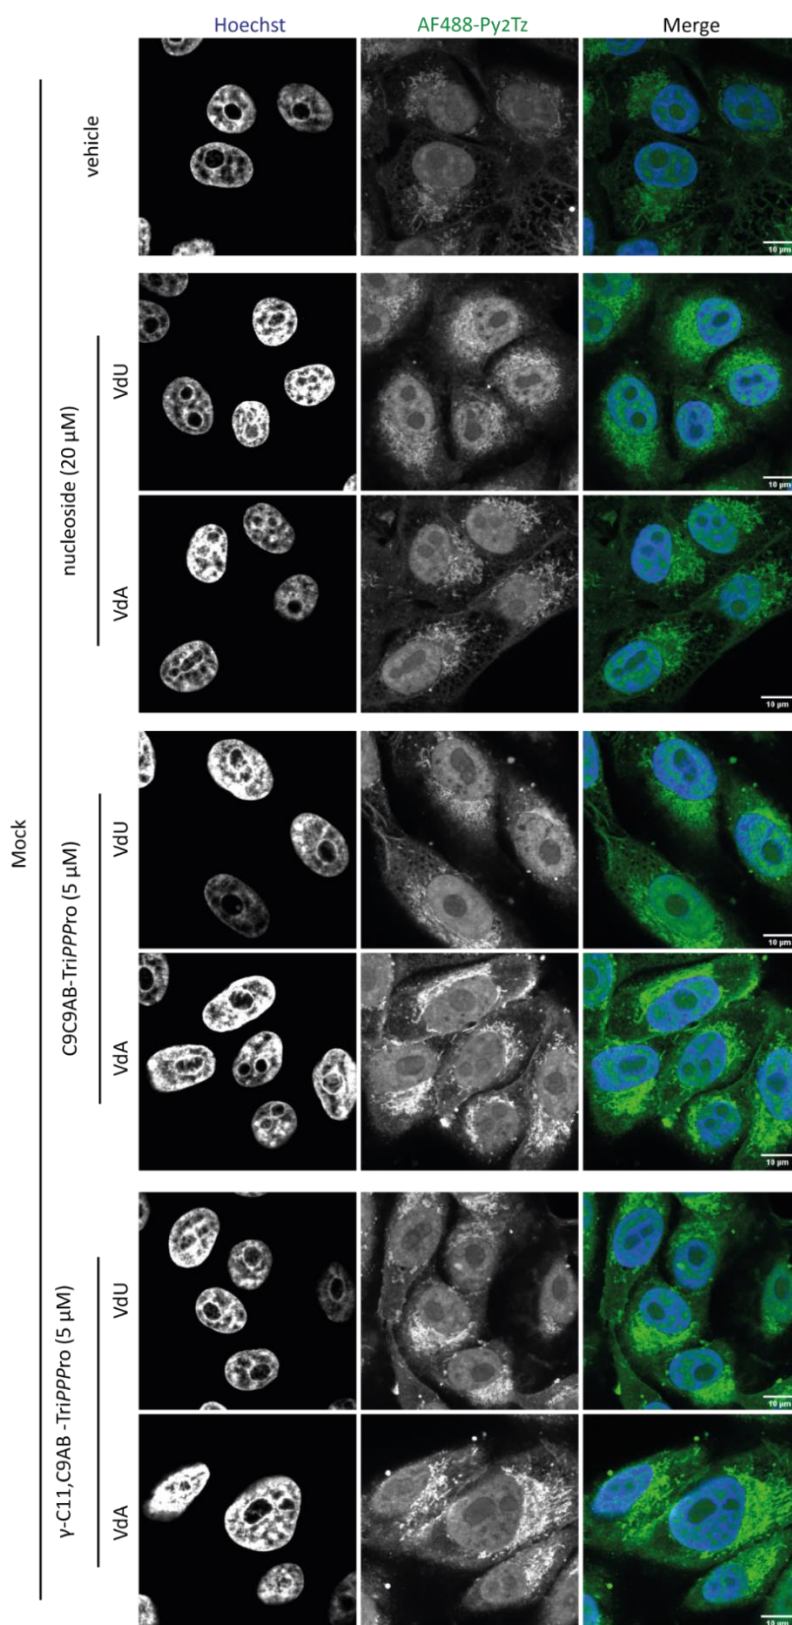 Hoechst AF488-Py2Tz Merge
Mock
vehicle
10 µm
nucleoside (20 µM)
VdU
10 µm
VdA
10 µm
C9C9AB-TriPPPro (5 µM)
VdU
10 µm
VdA
10 µm
γ-C11,C9AB -TriPPPro (5 µM)
VdU
10 µm
VdA
10 µm